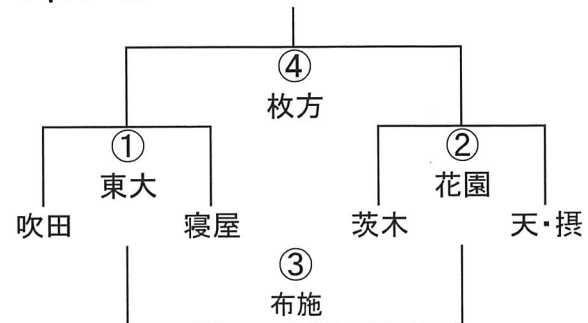 ④
枚方
① ②
東大 花園
吹田 寝屋 茨木 天・摂
③
布施